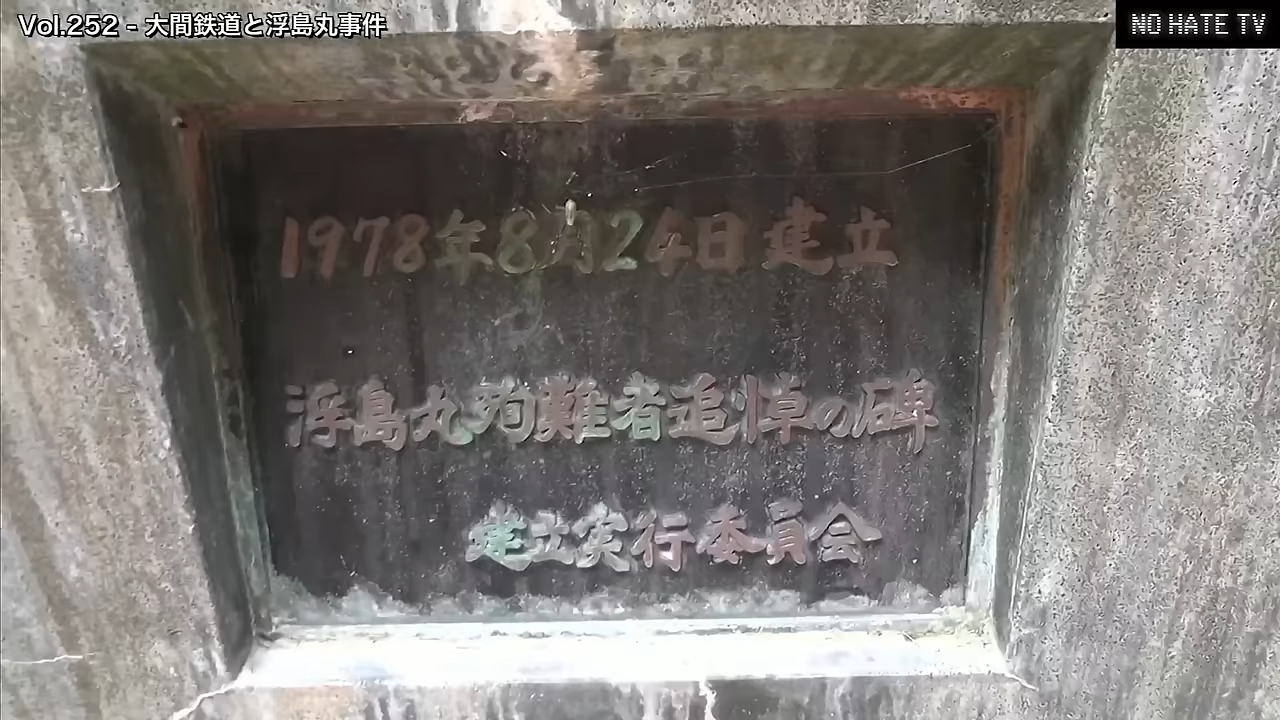 Vol.252 - 大間鉄道と浮島丸事件
NO HATE TV
1978年8月24日 建立
浮島丸殉難者追悼の碑
建立実行委員会